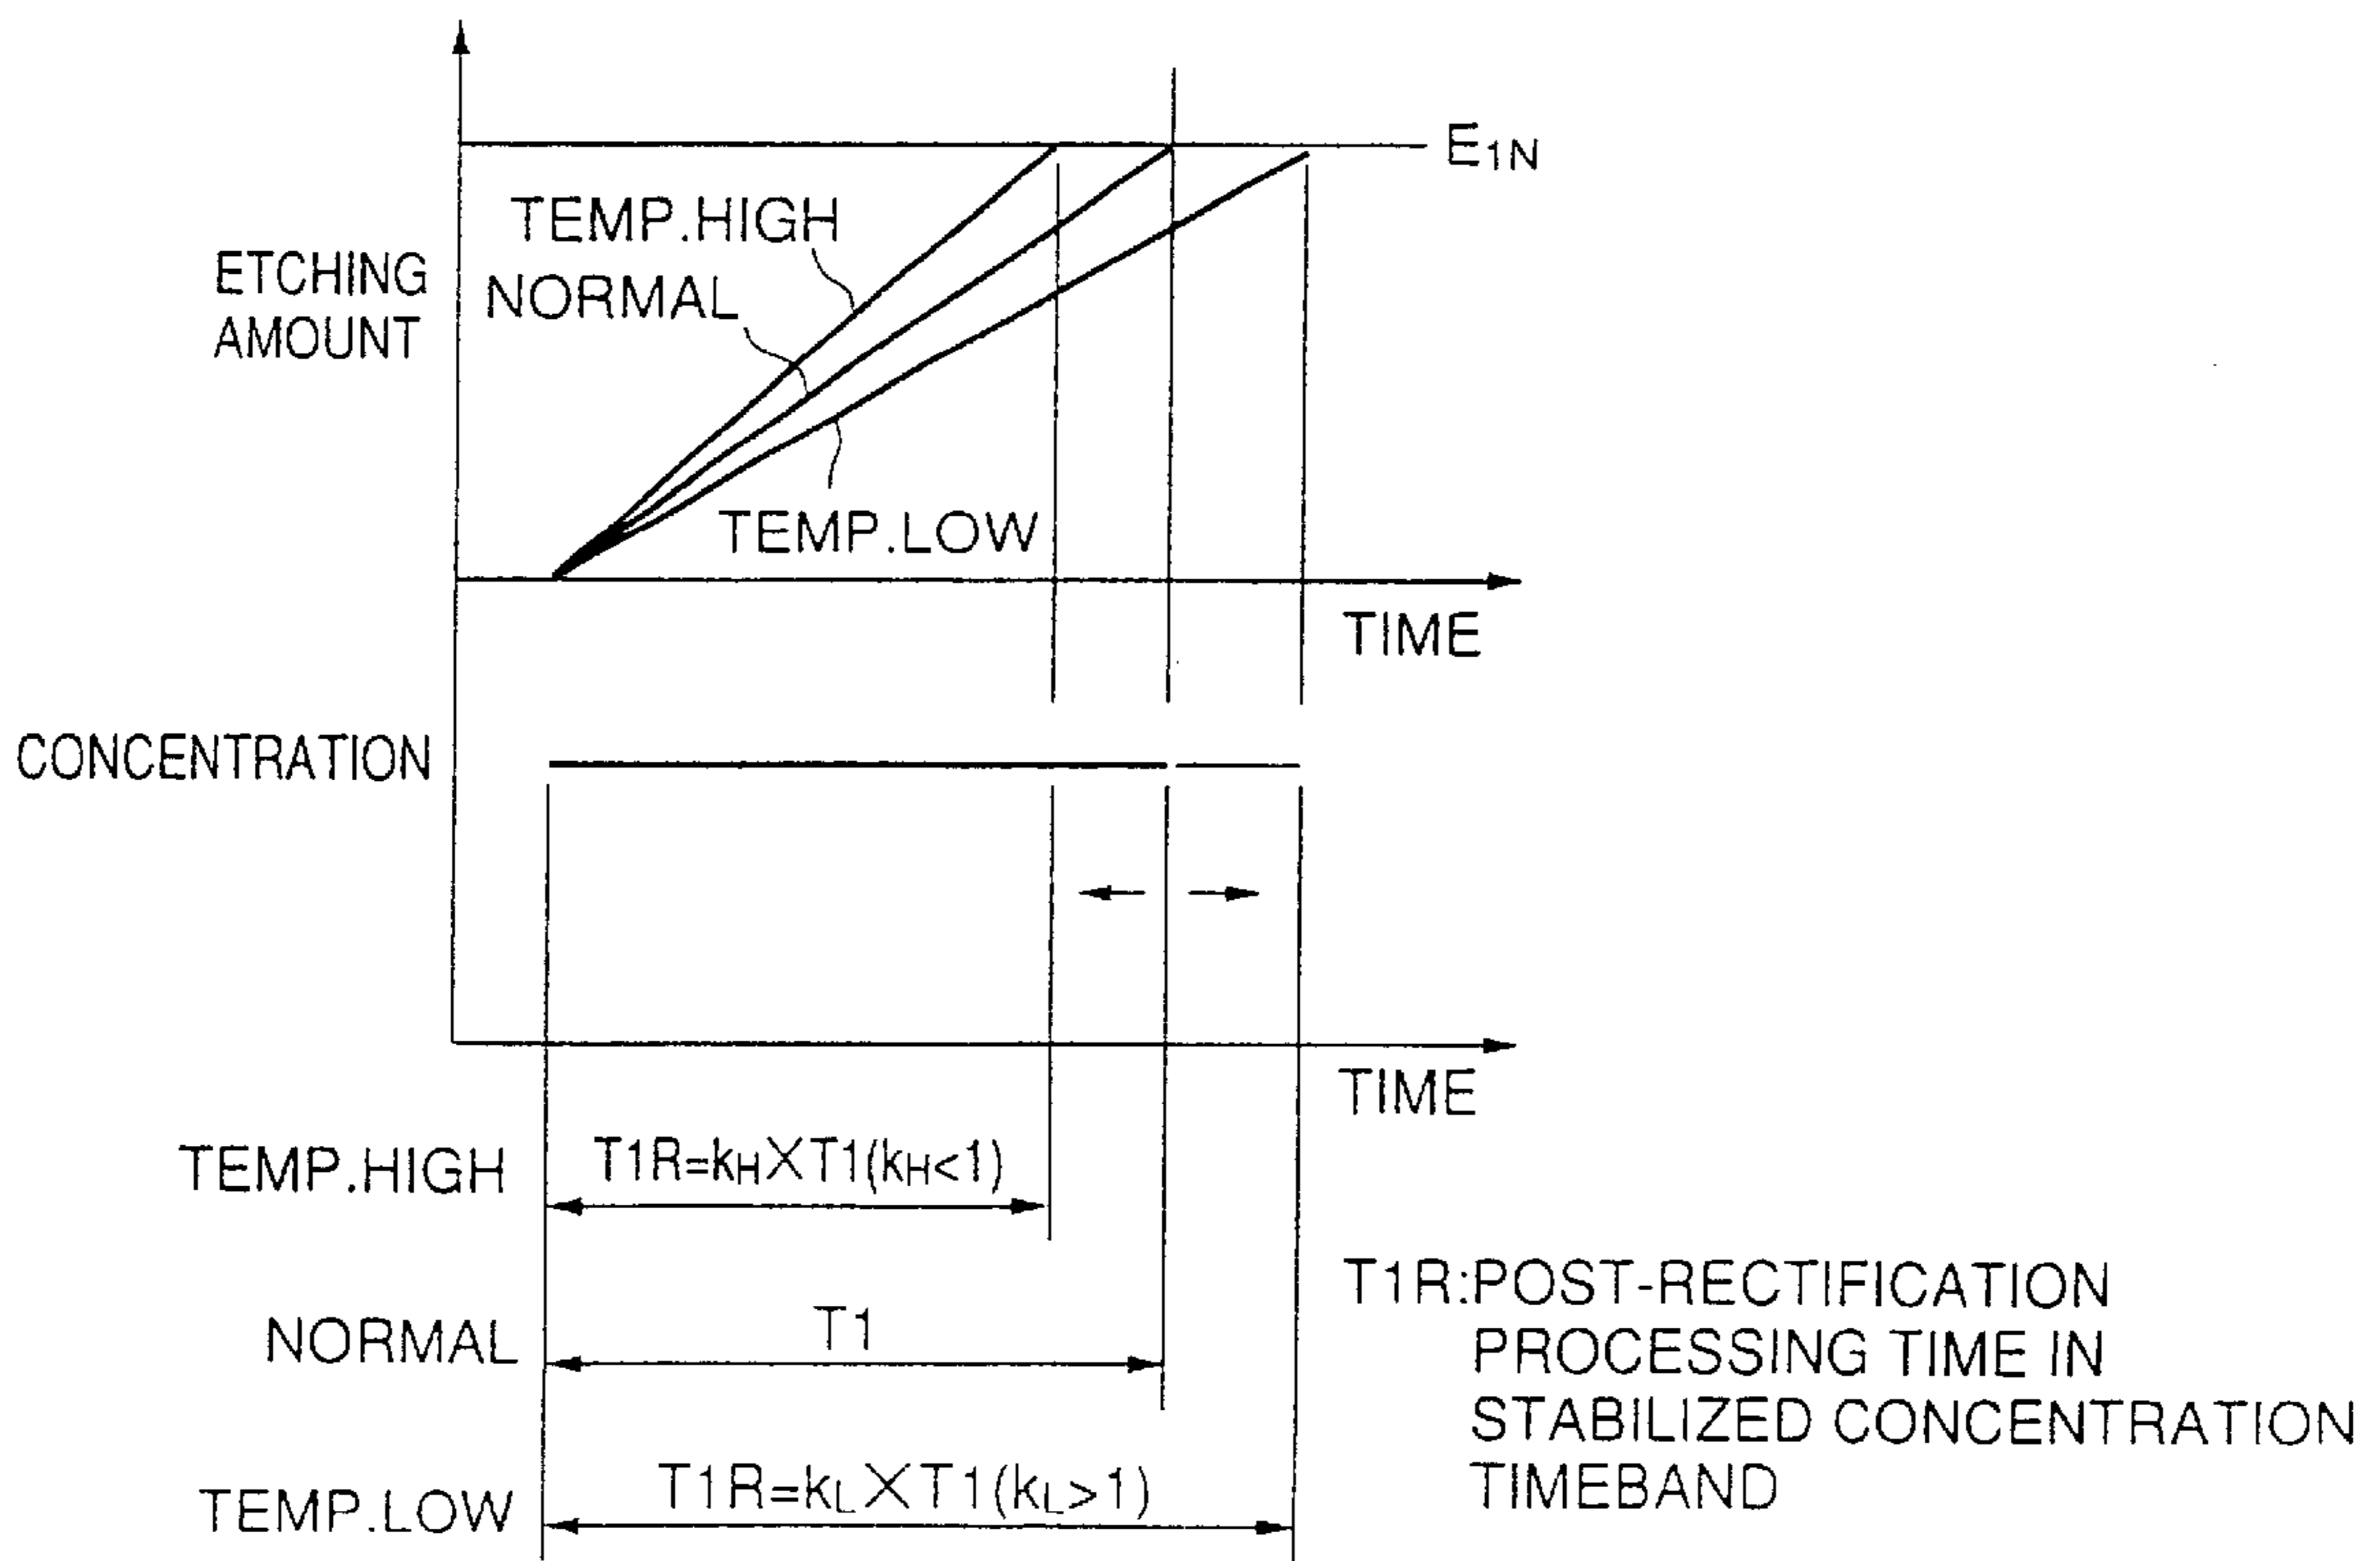 E1N
TEMP.HIGH
NORMAL
ETCHING
AMOUNT
TEMP.LOW
TIME
CONCENTRATION
TIME
TEMP.HIGH
T1R=kH×T1(kH<1)
NORMAL
T1
TEMP.LOW
T1R=kL×T1(kL>1)
T1R:POST-RECTIFICATION
PROCESSING TIME IN
STABILIZED CONCENTRATION
TIMEBAND